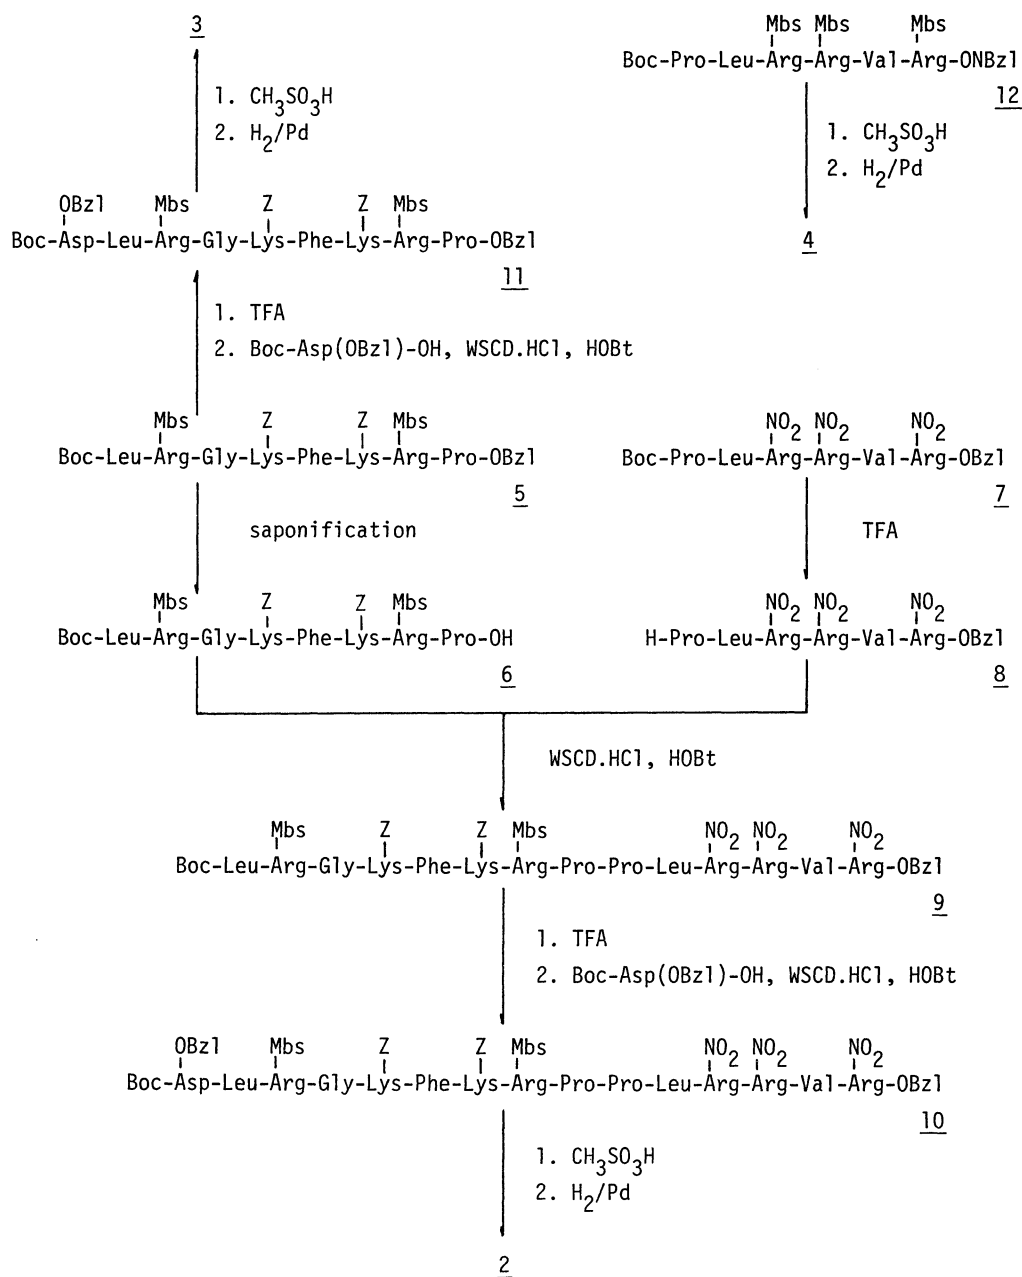 3
1. CH3SO3H
2. H2/Pd
OBzl Mbs Z Z Mbs
Boc-Asp-Leu-Arg-Gly-Lys-Phe-Lys-Arg-Pro-OBzl
11
1. TFA
2. Boc-Asp(OBzl)-OH, WSCD.HCl, HOBt
Mbs Z Z Mbs
Boc-Leu-Arg-Gly-Lys-Phe-Lys-Arg-Pro-OBzl
5
saponification
Mbs Z Z Mbs
Boc-Leu-Arg-Gly-Lys-Phe-Lys-Arg-Pro-OH
6
Mbs Mbs Mbs
Boc-Pro-Leu-Arg-Arg-Val-Arg-ONBzl
12
1. CH3SO3H
2. H2/Pd
4
NO2 NO2 NO2
Boc-Pro-Leu-Arg-Arg-Val-Arg-OBzl
7
TFA
NO2 NO2 NO2
H-Pro-Leu-Arg-Arg-Val-Arg-OBzl
8
WSCD.HCl, HOBt
Mbs Z Z Mbs NO2 NO2 NO2
Boc-Leu-Arg-Gly-Lys-Phe-Lys-Arg-Pro-Pro-Leu-Arg-Arg-Val-Arg-OBzl
9
1. TFA
2. Boc-Asp(OBzl)-OH, WSCD.HCl, HOBt
OBzl Mbs Z Z Mbs NO2 NO2 NO2
Boc-Asp-Leu-Arg-Gly-Lys-Phe-Lys-Arg-Pro-Pro-Leu-Arg-Arg-Val-Arg-OBzl
10
1. CH3SO3H
2. H2/Pd
2